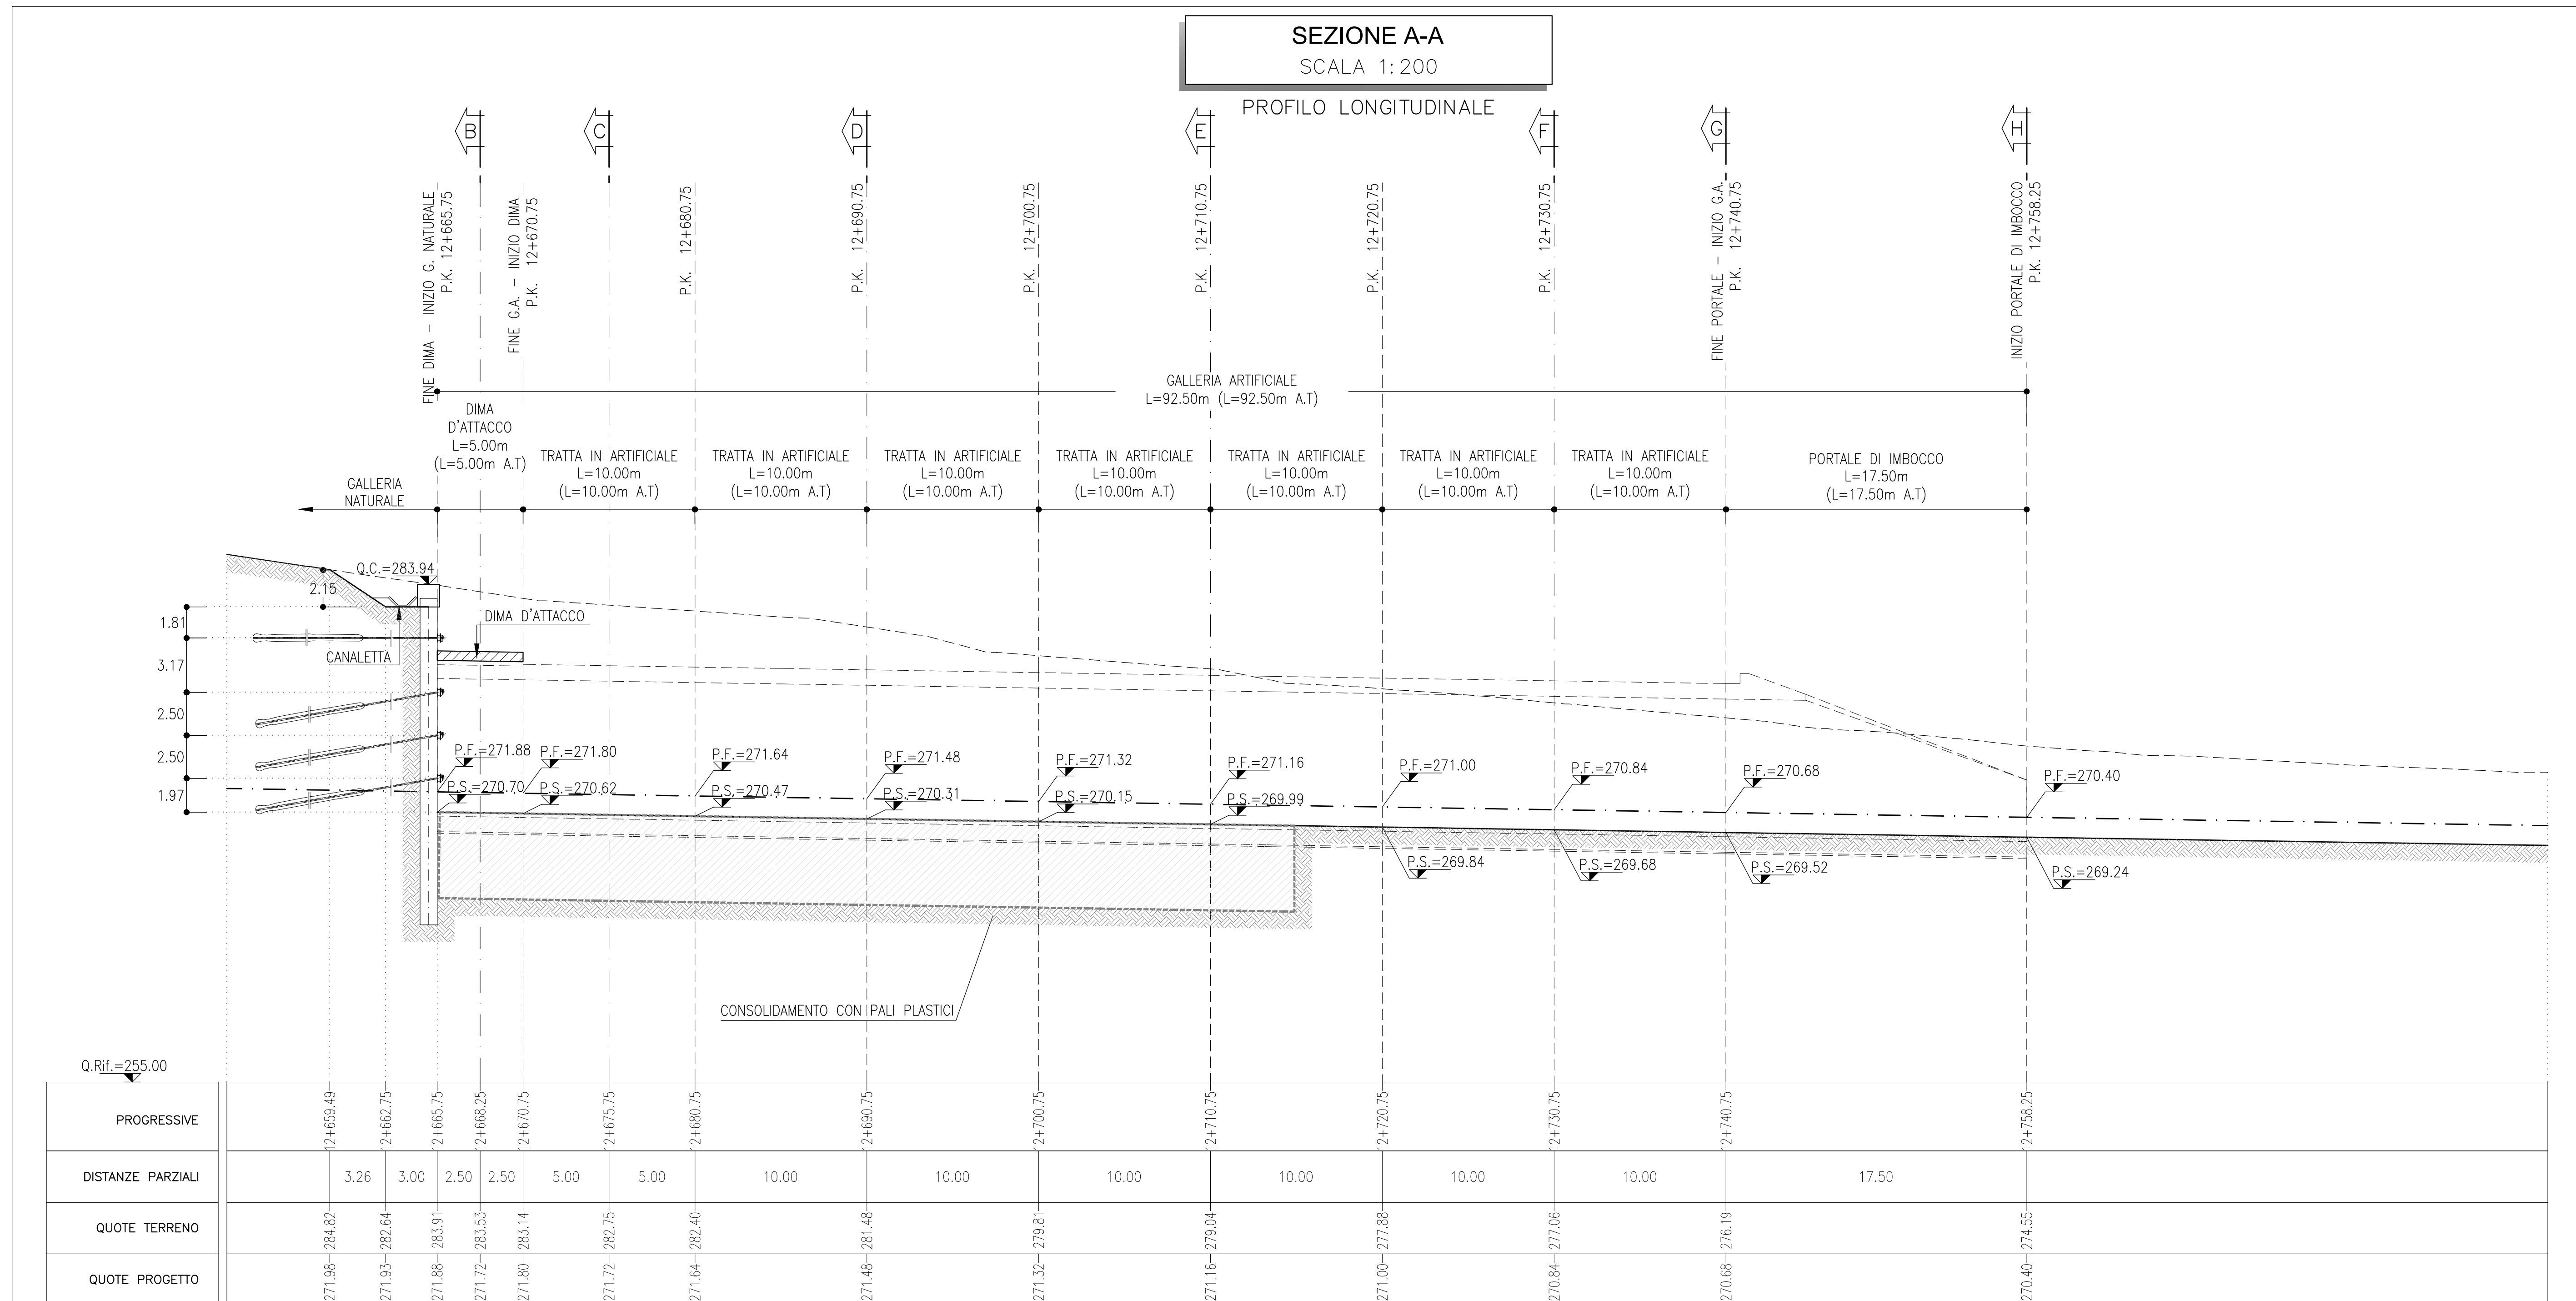 SEZIONE A-A
SCALA 1:200
PROFILO LONGITUDINALE
B
C
D
E
F
G
H
FINE DIMA - INIZIO G. NATURALE
P.K. 12+665.75
FINE G.A. - INIZIO DIMA
P.K. 12+670.75
P.K. 12+680.75
P.K. 12+690.75
P.K. 12+700.75
P.K. 12+710.75
P.K. 12+720.75
P.K. 12+730.75
FINE PORTALE - INIZIO G.A.
P.K. 12+740.75
INIZIO PORTALE DI IMBOCCO
P.K. 12+758.25
GALLERIA ARTIFICIALE
L=92.50m (L=92.50m A.T)
DIMA
D'ATTACCO
L=5.00m
(L=5.00m A.T)
TRATTA IN ARTIFICIALE
L=10.00m
(L=10.00m A.T)
TRATTA IN ARTIFICIALE
L=10.00m
(L=10.00m A.T)
TRATTA IN ARTIFICIALE
L=10.00m
(L=10.00m A.T)
TRATTA IN ARTIFICIALE
L=10.00m
(L=10.00m A.T)
TRATTA IN ARTIFICIALE
L=10.00m
(L=10.00m A.T)
TRATTA IN ARTIFICIALE
L=10.00m
(L=10.00m A.T)
TRATTA IN ARTIFICIALE
L=10.00m
(L=10.00m A.T)
PORTALE DI IMBOCCO
L=17.50m
(L=17.50m A.T)
GALLERIA
NATURALE
Q.C.=283.94
2.15
1.81
3.17
2.50
2.50
1.97
CANALETTA
DIMA D'ATTACCO
P.F.=271.88
P.F.=271.80
P.F.=271.64
P.F.=271.48
P.F.=271.32
P.F.=271.16
P.F.=271.00
P.F.=270.84
P.F.=270.68
P.F.=270.40
P.S.=270.70
P.S.=270.62
P.S.=270.47
P.S.=270.31
P.S.=270.15
P.S.=269.99
P.S.=269.84
P.S.=269.68
P.S.=269.52
P.S.=269.24
CONSOLIDAMENTO CON PALI PLASTICI
Q.Rif.=255.00
PROGRESSIVE
12+659.49
12+662.75
12+665.75
12+668.25
12+670.75
12+675.75
12+680.75
12+690.75
12+700.75
12+710.75
12+720.75
12+730.75
12+740.75
12+758.25
DISTANZE PARZIALI
3.26
3.00
2.50
2.50
5.00
5.00
10.00
10.00
10.00
10.00
10.00
10.00
17.50
QUOTE TERRENO
284.82
282.64
283.91
283.53
283.14
282.75
282.40
281.48
279.81
279.04
277.88
277.06
276.19
274.55
QUOTE PROGETTO
271.98
271.93
271.88
271.72
271.80
271.72
271.64
271.48
271.32
271.16
271.00
270.84
270.68
270.40